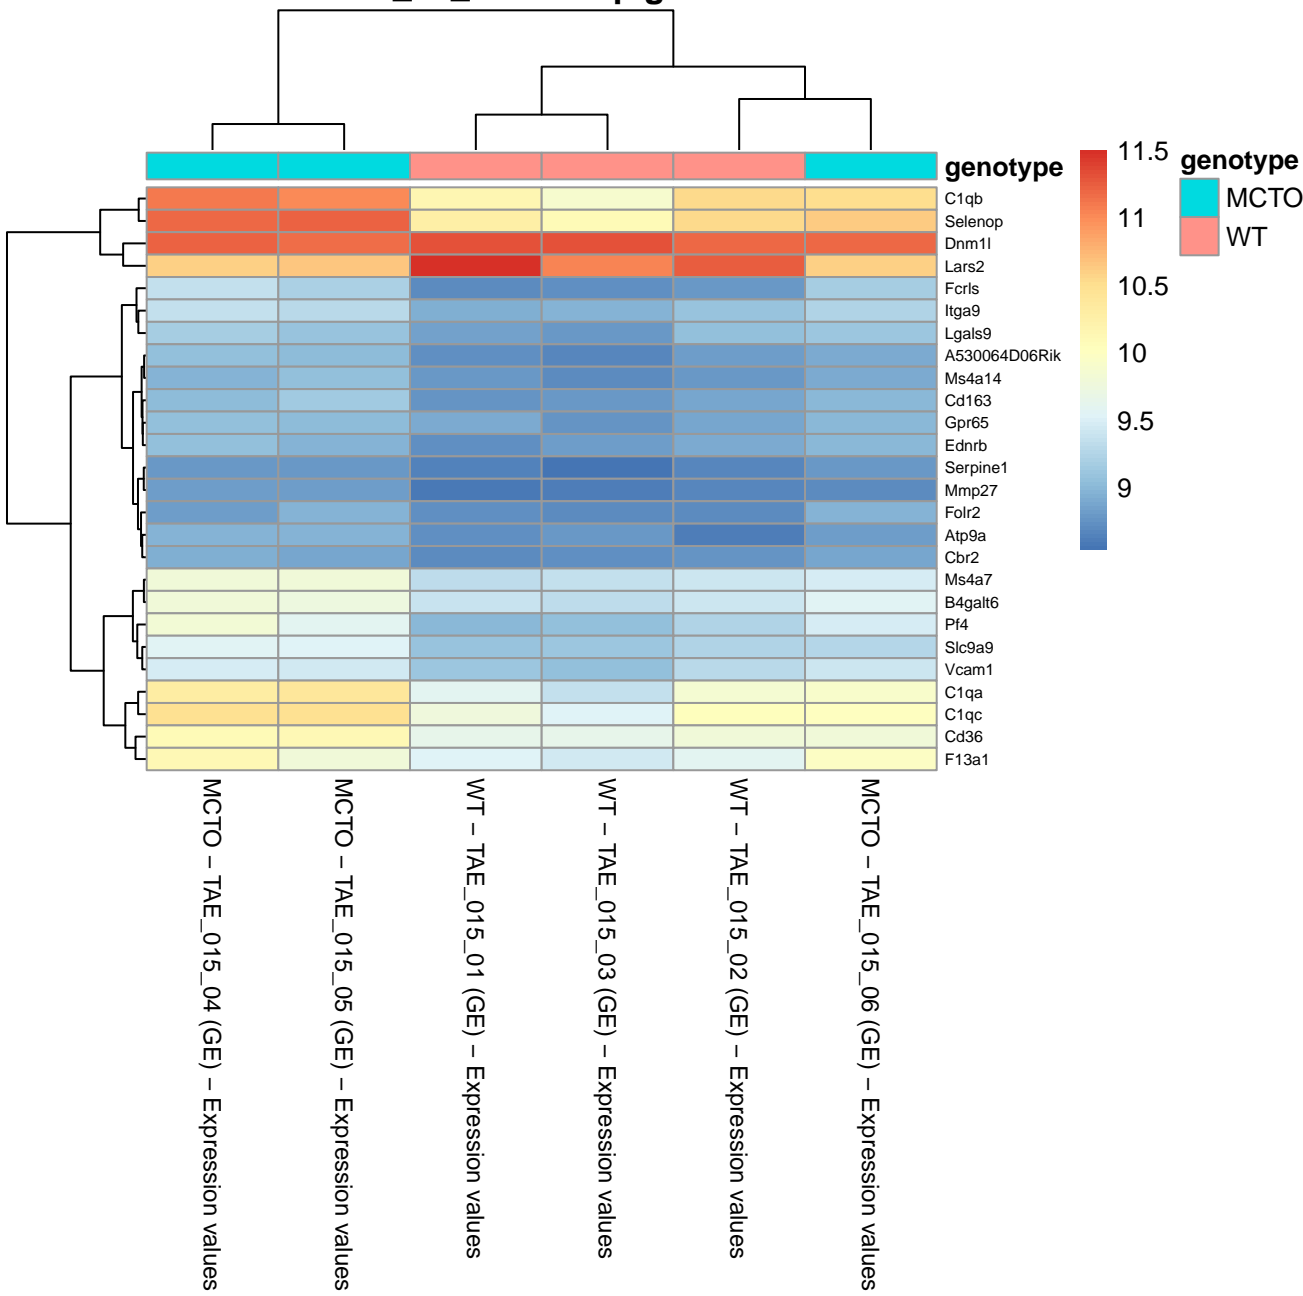 genotype
C1qb
Selenop
Dnm1l
Lars2
Fcrls
Itga9
Lgals9
A530064D06Rik
Ms4a14
Cd163
Gpr65
Ednrb
Serpine1
Mmp27
Folr2
Atp9a
Cbr2
Ms4a7
B4galt6
Pf4
Slc9a9
Vcam1
C1qa
C1qc
Cd36
F13a1
MCTO – TAE_015_04 (GE) – Expression values
MCTO – TAE_015_05 (GE) – Expression values
WT – TAE_015_01 (GE) – Expression values
WT – TAE_015_03 (GE) – Expression values
WT – TAE_015_02 (GE) – Expression values
MCTO – TAE_015_06 (GE) – Expression values
11.5
11
10.5
10
9.5
9
genotype
MCTO
WT